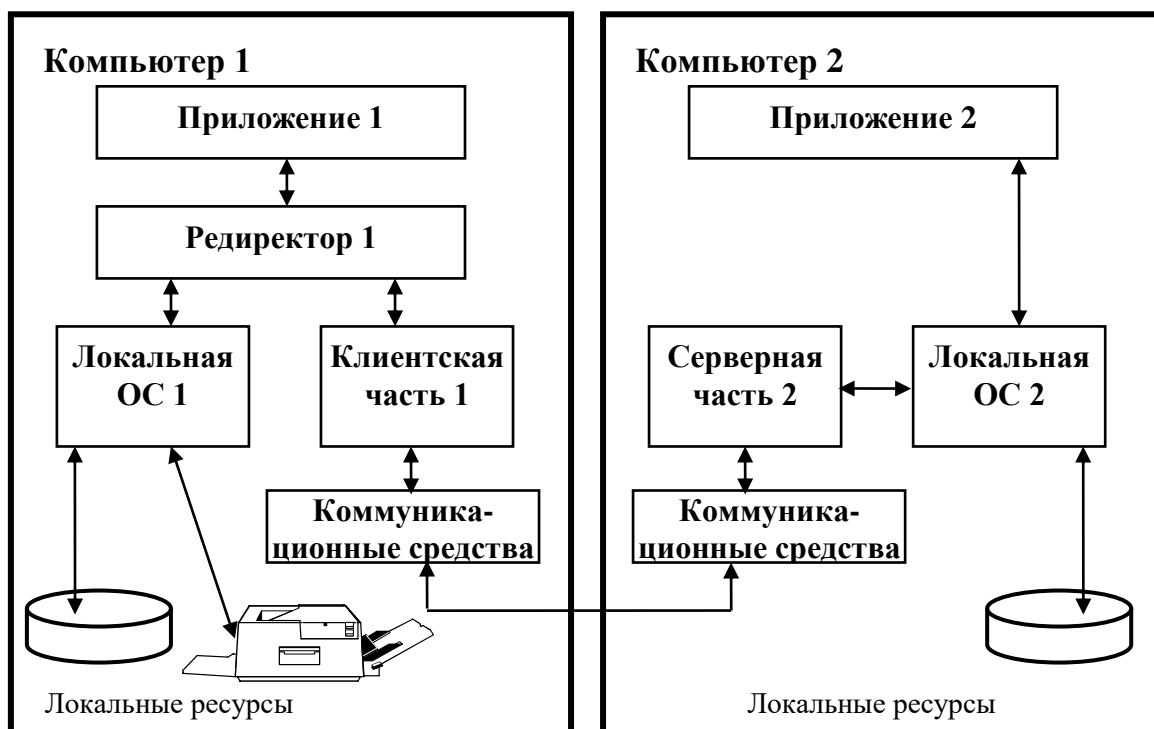 Компьютер 1
Приложение 1
Редиректор 1
Локальная
ОС 1
Клиентская
часть 1
Коммуника-
ционные средства
Локальные ресурсы
Компьютер 2
Приложение 2
Серверная
часть 2
Локальная
ОС 2
Коммуника-
ционные средства
Локальные ресурсы